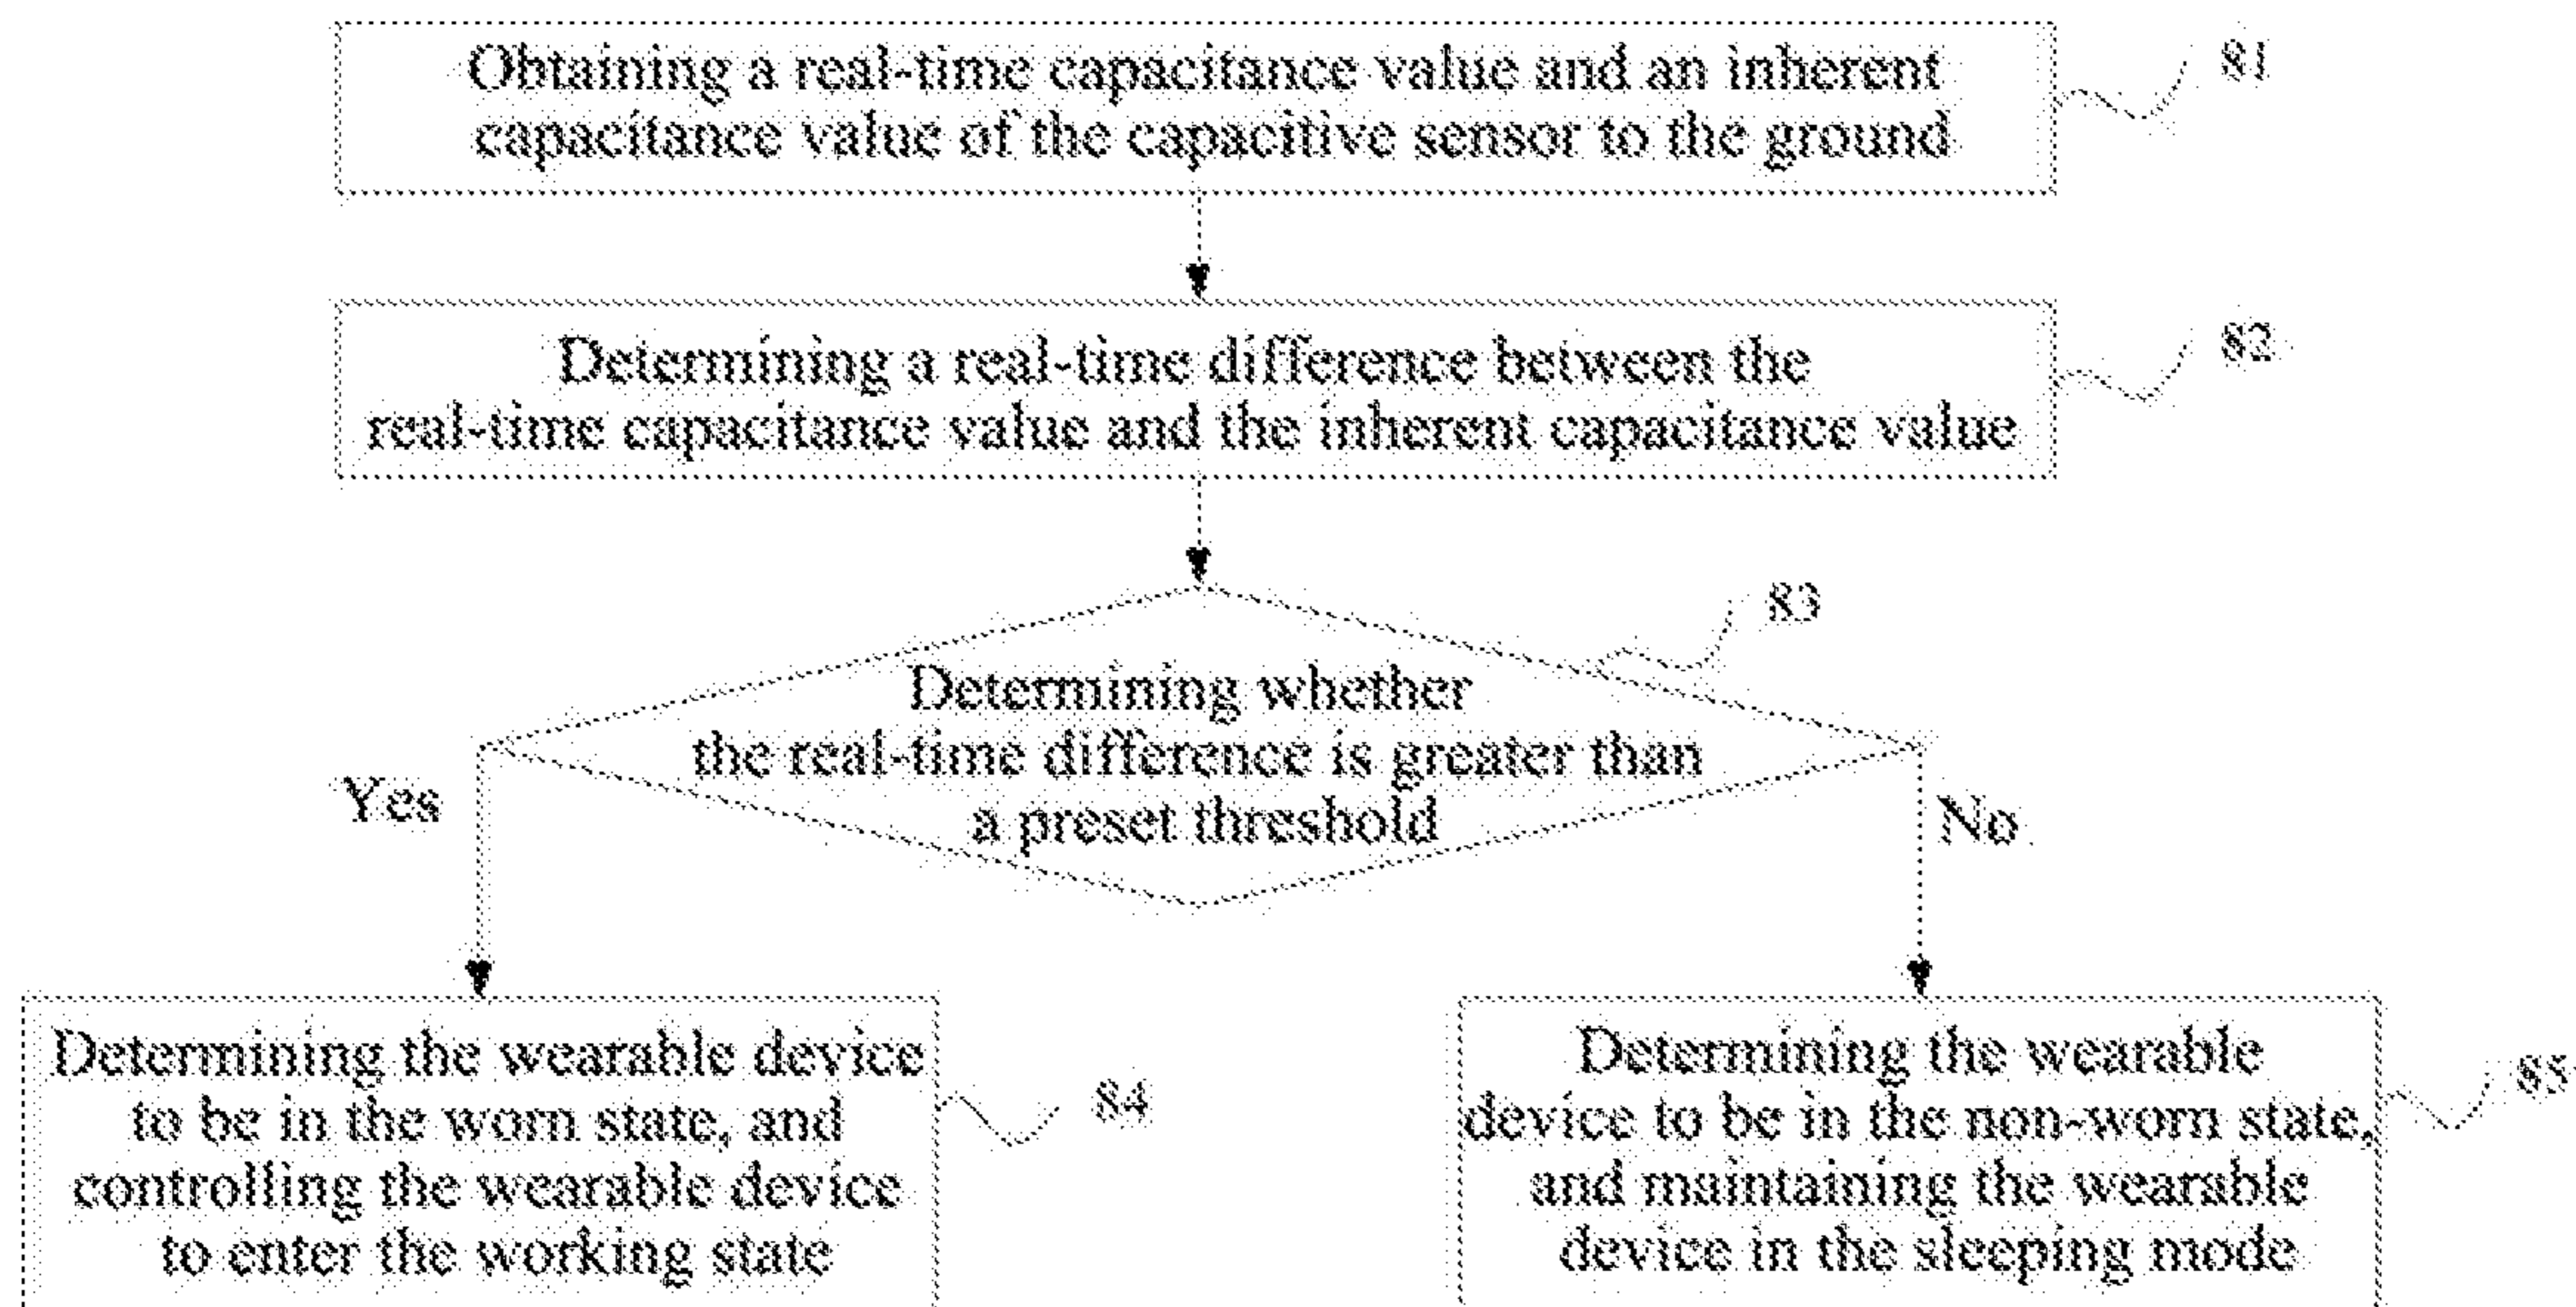 Obtaining a real-time capacitance value and an inherent
capacitance value of the capacitive sensor to the ground
81
Determining a real-time difference between the
real-time capacitance value and the inherent capacitance value
82
83
Determining whether
the real-time difference is greater than
a preset threshold
Yes
No
Determining the wearable device
to be in the worn state, and
controlling the wearable device
to enter the working state
84
Determining the wearable
device to be in the non-worn state,
and maintaining the wearable
device in the sleeping mode
85